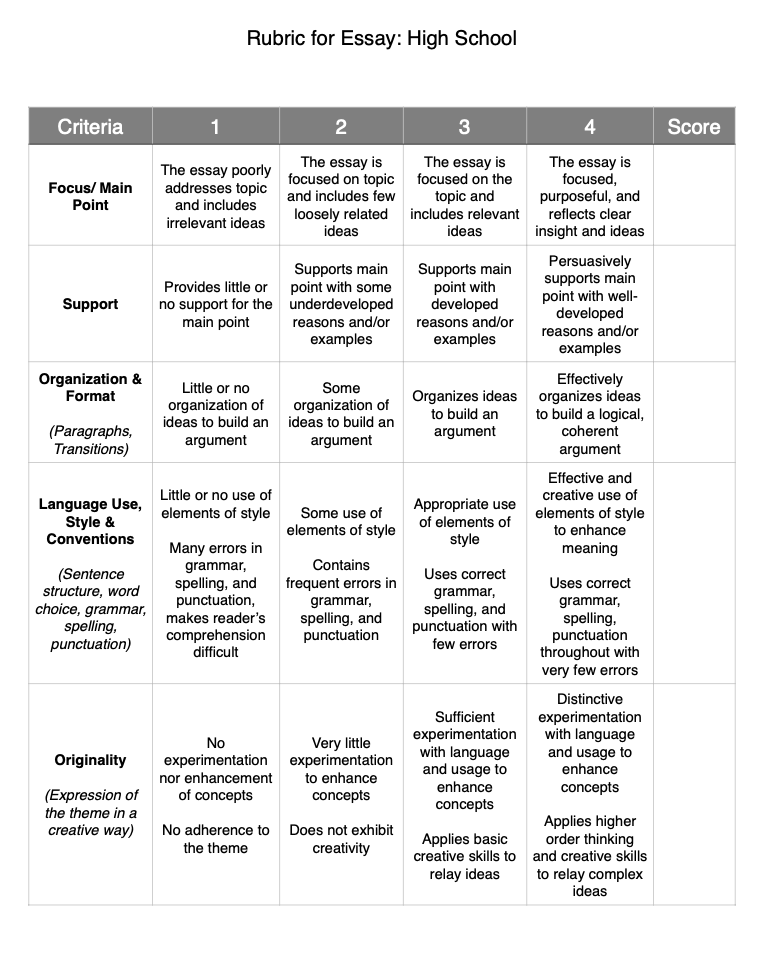 Rubric for Essay: High School
Criteria 1 2 3 4 Score
Focus/ Main
Point
The essay poorly
addresses topic
and includes
irrelevant ideas
The essay is
focused on topic
and includes few
loosely related
ideas
The essay is
focused on the
topic and
includes relevant
ideas
The essay is
focused,
purposeful, and
reflects clear
insight and ideas
Support
Provides little or
no support for the
main point
Supports main
point with some
underdeveloped
reasons and/or
examples
Supports main
point with
developed
reasons and/or
examples
Persuasively
supports main
point with well-
developed
reasons and/or
examples
Organization &
Format
(Paragraphs,
Transitions)
Little or no
organization of
ideas to build an
argument
Some
organization of
ideas to build an
argument
Organizes ideas
to build an
argument
Effectively
organizes ideas
to build a logical,
coherent
argument
Language Use,
Style &
Conventions
(Sentence
structure, word
choice, grammar,
spelling,
punctuation)
Little or no use of
elements of style
Many errors in
grammar,
spelling, and
punctuation,
makes reader’s
comprehension
difficult
Some use of
elements of style
Contains
frequent errors in
grammar,
spelling, and
punctuation
Appropriate use
of elements of
style
Uses correct
grammar,
spelling, and
punctuation with
few errors
Effective and
creative use of
elements of style
to enhance
meaning
Uses correct
grammar,
spelling,
punctuation
throughout with
very few errors
Originality
(Expression of
the theme in a
creative way)
No
experimentation
nor enhancement
of concepts
No adherence to
the theme
Very little
experimentation
to enhance
concepts
Does not exhibit
creativity
Sufficient
experimentation
with language
and usage to
enhance
concepts
Applies basic
creative skills to
relay ideas
Distinctive
experimentation
with language
and usage to
enhance
concepts
Applies higher
order thinking
and creative skills
to relay complex
ideas